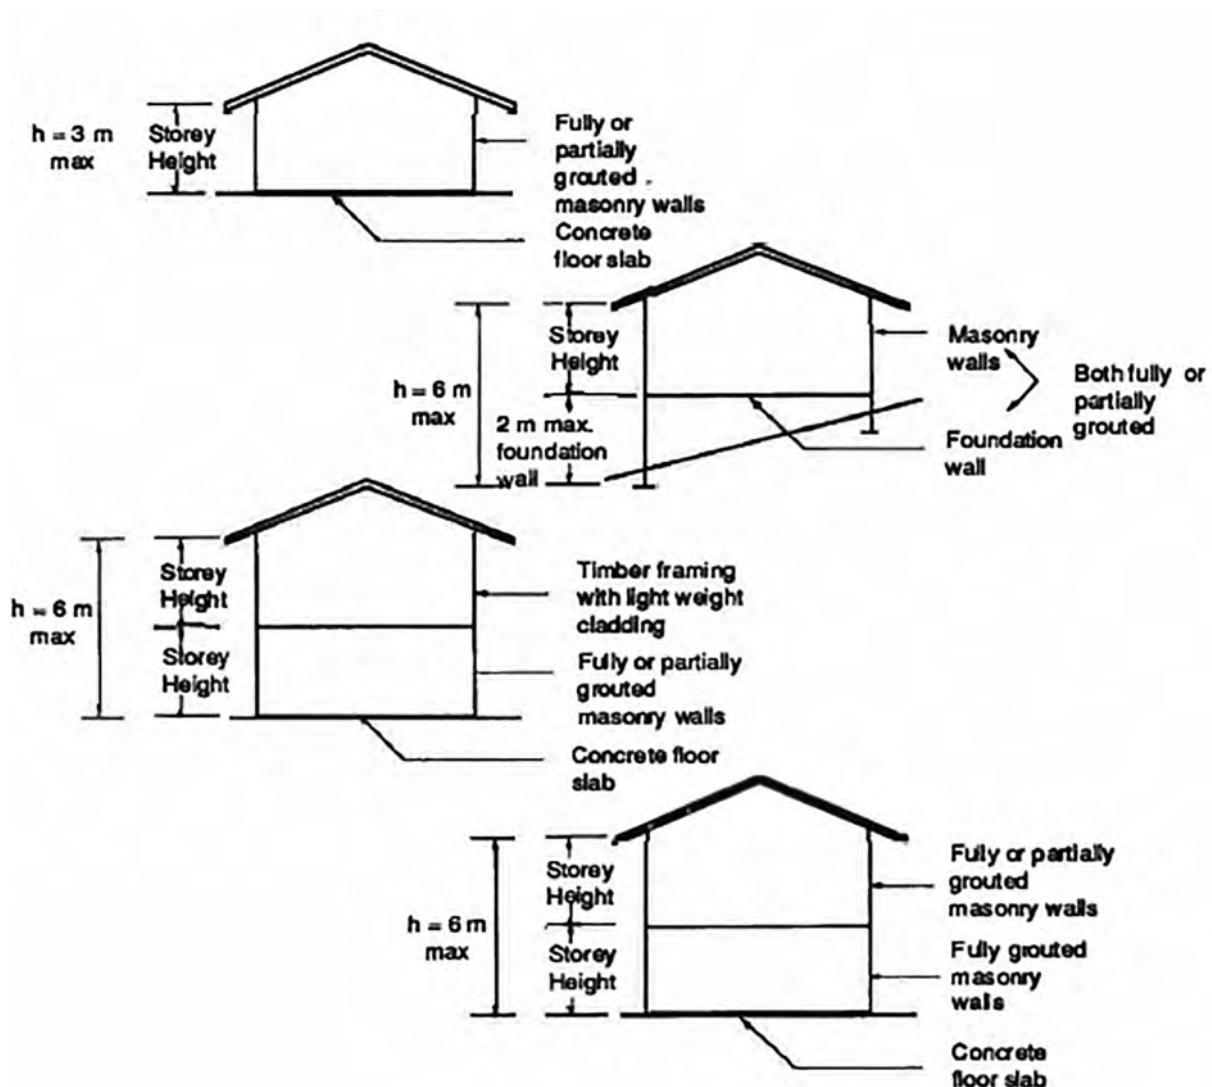 h = 3 m
max
Storey
Height
Fully or
partially
grouted
masonry walls
Concrete
floor slab
h = 6 m
max
Storey
Height
2 m max.
foundation
wall
Masonry
walls
Foundation
wall
Both fully or
partially
grouted
h = 6 m
max
Storey
Height
Storey
Height
Timber framing
with light weight
cladding
Fully or partially
grouted
masonry walls
Concrete floor
slab
h = 6 m
max
Storey
Height
Storey
Height
Fully or partially
grouted
masonry walls
Fully grouted
masonry
walls
Concrete
floor slab